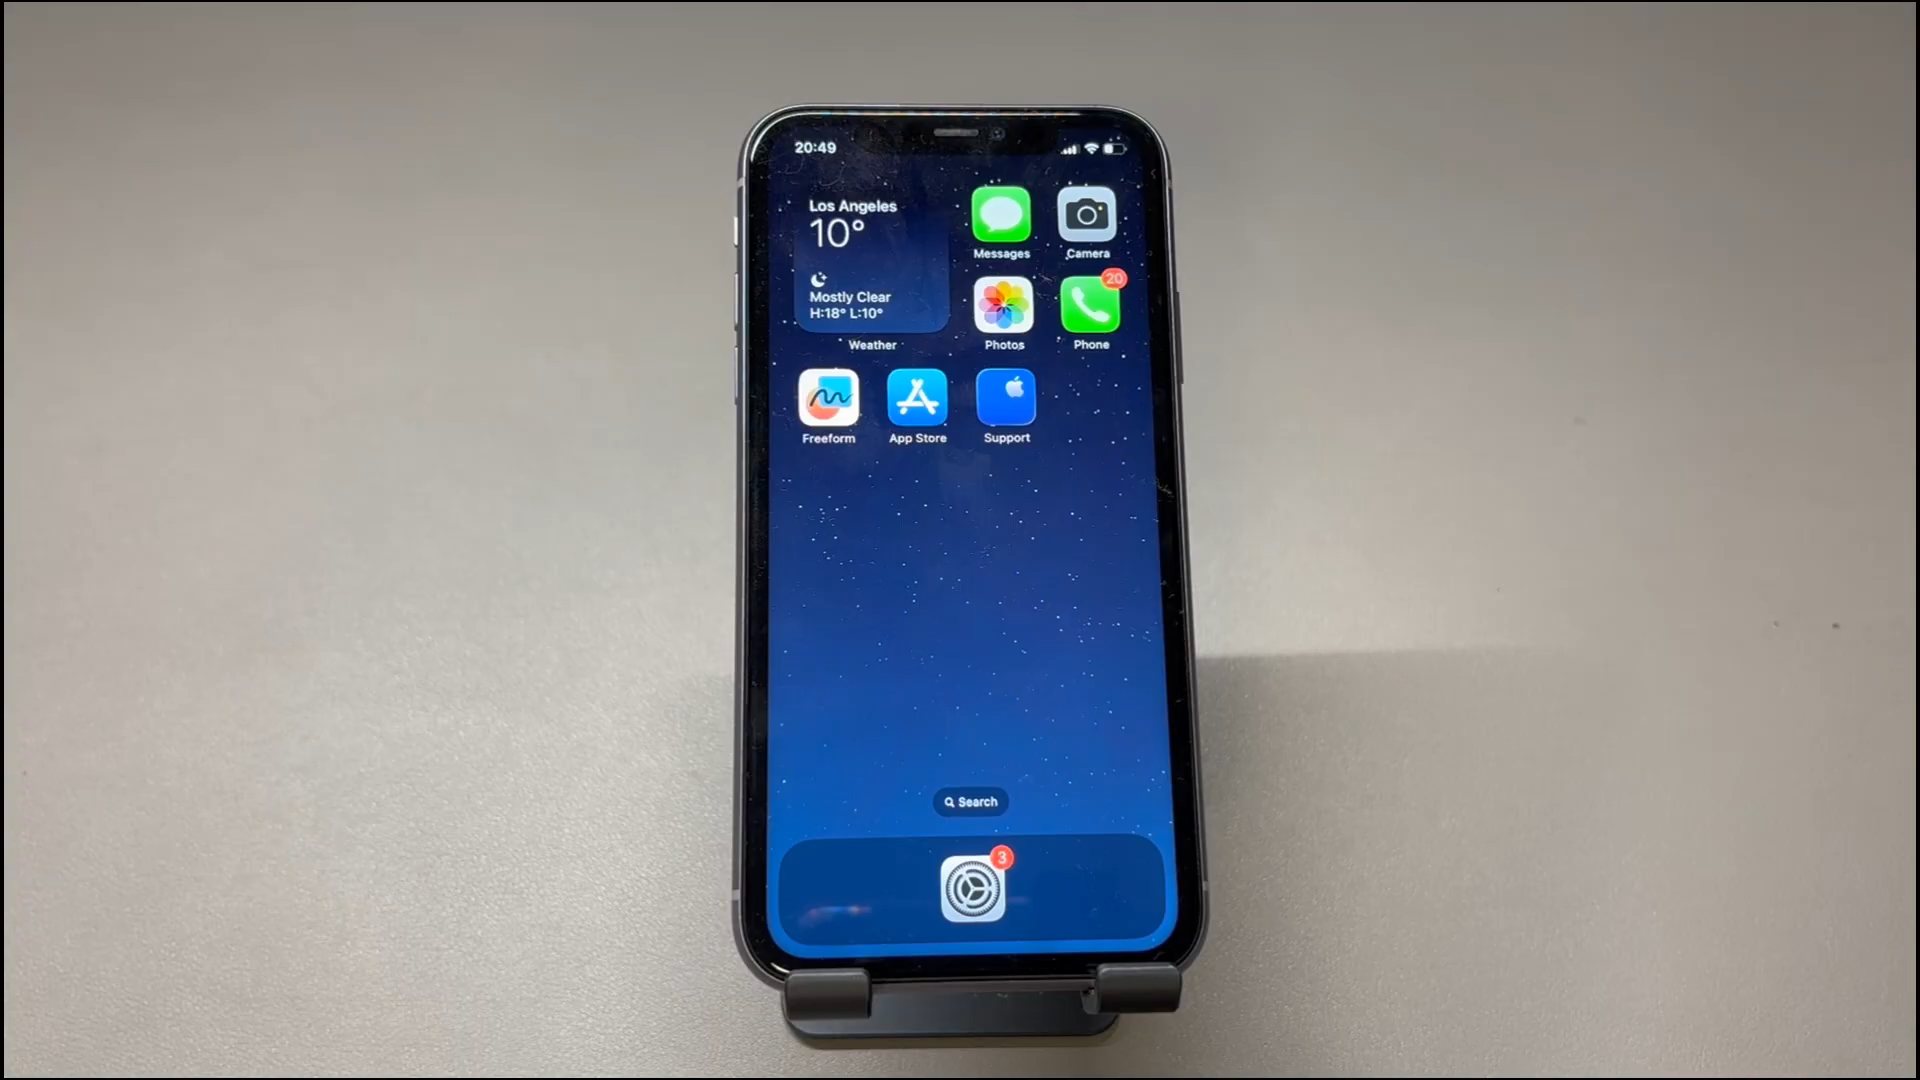 20:49
Los Angeles
10°
Mostly Clear
H:18° L:10°
Weather
Messages
Camera
20
Photos
Phone
Freeform
App Store
Support
Search
3